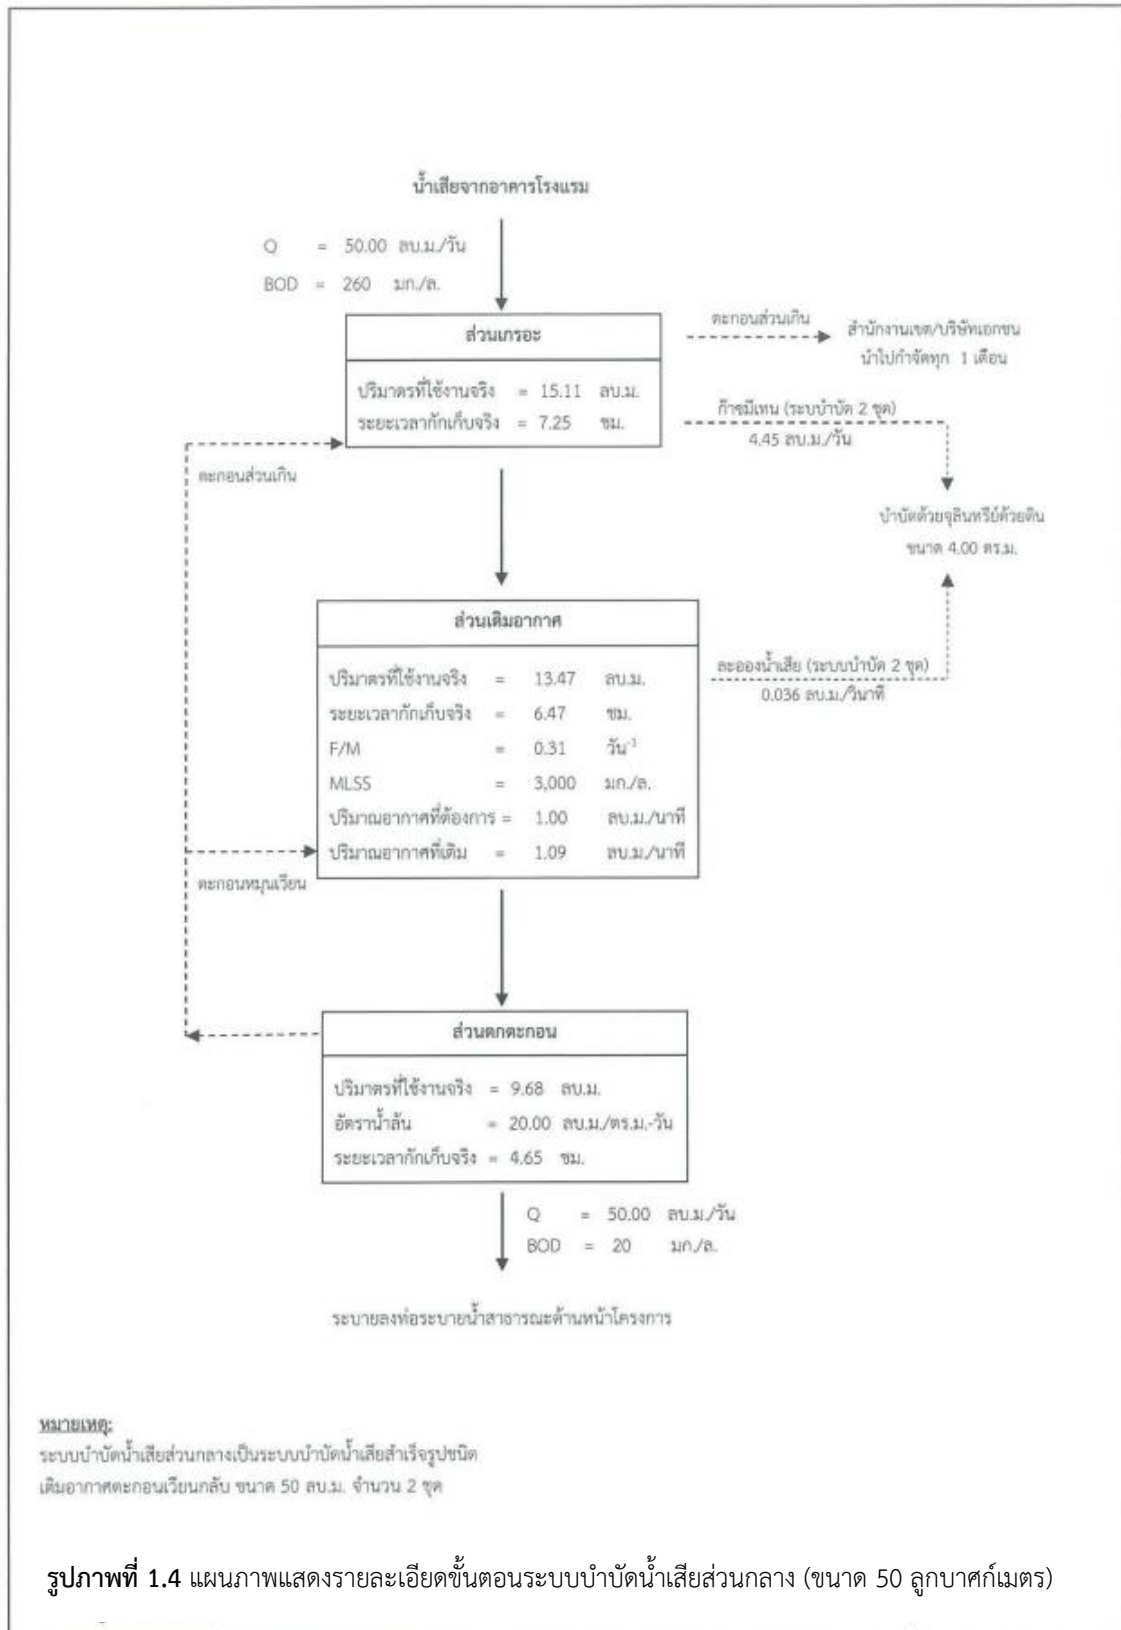 น้ำเสียจากอาคารโรงแรม
Q = 50.00 ลบ.ม./วัน
BOD = 260 มก./ล.
ส่วนเกรอะ
ปริมาตรที่ใช้งานจริง = 15.11 ลบ.ม.
ระยะเวลากักเก็บจริง = 7.25 ชม.
ตะกอนส่วนเกิน
สำนักงานเขต/บริษัทเอกชน
นำไปกำจัดทุก 1 เดือน
ก๊าซมีเทน (ระบบบำบัด 2 ชุด)
4.45 ลบ.ม./วัน
ตะกอนส่วนเกิน
บำบัดด้วยจุลินทรีย์ด้วยดิน
ขนาด 4.00 ตร.ม.
ส่วนเติมอากาศ
ปริมาตรที่ใช้งานจริง = 13.47 ลบ.ม.
ระยะเวลากักเก็บจริง = 6.47 ชม.
F/M = 0.31 วัน⁻¹
MLSS = 3,000 มก./ล.
ปริมาณอากาศที่ต้องการ = 1.00 ลบ.ม./นาที
ปริมาณอากาศที่เติม = 1.09 ลบ.ม./นาที
ละอองน้ำเสีย (ระบบบำบัด 2 ชุด)
0.036 ลบ.ม./วินาที
ตะกอนหมุนเวียน
ส่วนตกตะกอน
ปริมาตรที่ใช้งานจริง = 9.68 ลบ.ม.
อัตราน้ำล้น = 20.00 ลบ.ม./ตร.ม.-วัน
ระยะเวลากักเก็บจริง = 4.65 ชม.
Q = 50.00 ลบ.ม./วัน
BOD = 20 มก./ล.
ระบายลงท่อระบายน้ำสาธารณะด้านหน้าโครงการ
หมายเหตุ:
ระบบบำบัดน้ำเสียส่วนกลางเป็นระบบบำบัดน้ำเสียสำเร็จรูปชนิด
เติมอากาศตะกอนเวียนกลับ ขนาด 50 ลบ.ม. จำนวน 2 ชุด
รูปภาพที่ 1.4 แผนภาพแสดงรายละเอียดขั้นตอนระบบบำบัดน้ำเสียส่วนกลาง (ขนาด 50 ลูกบาศก์เมตร)